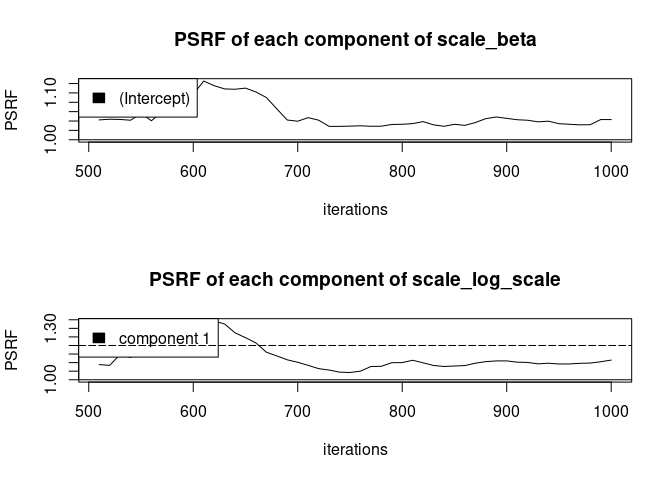 PSRF of each component of scale_beta
PSRF
1.00 1.10
(Intercept)
500 600 700 800 900 1000
iterations
PSRF of each component of scale_log_scale
PSRF
1.00 1.30
component 1
500 600 700 800 900 1000
iterations